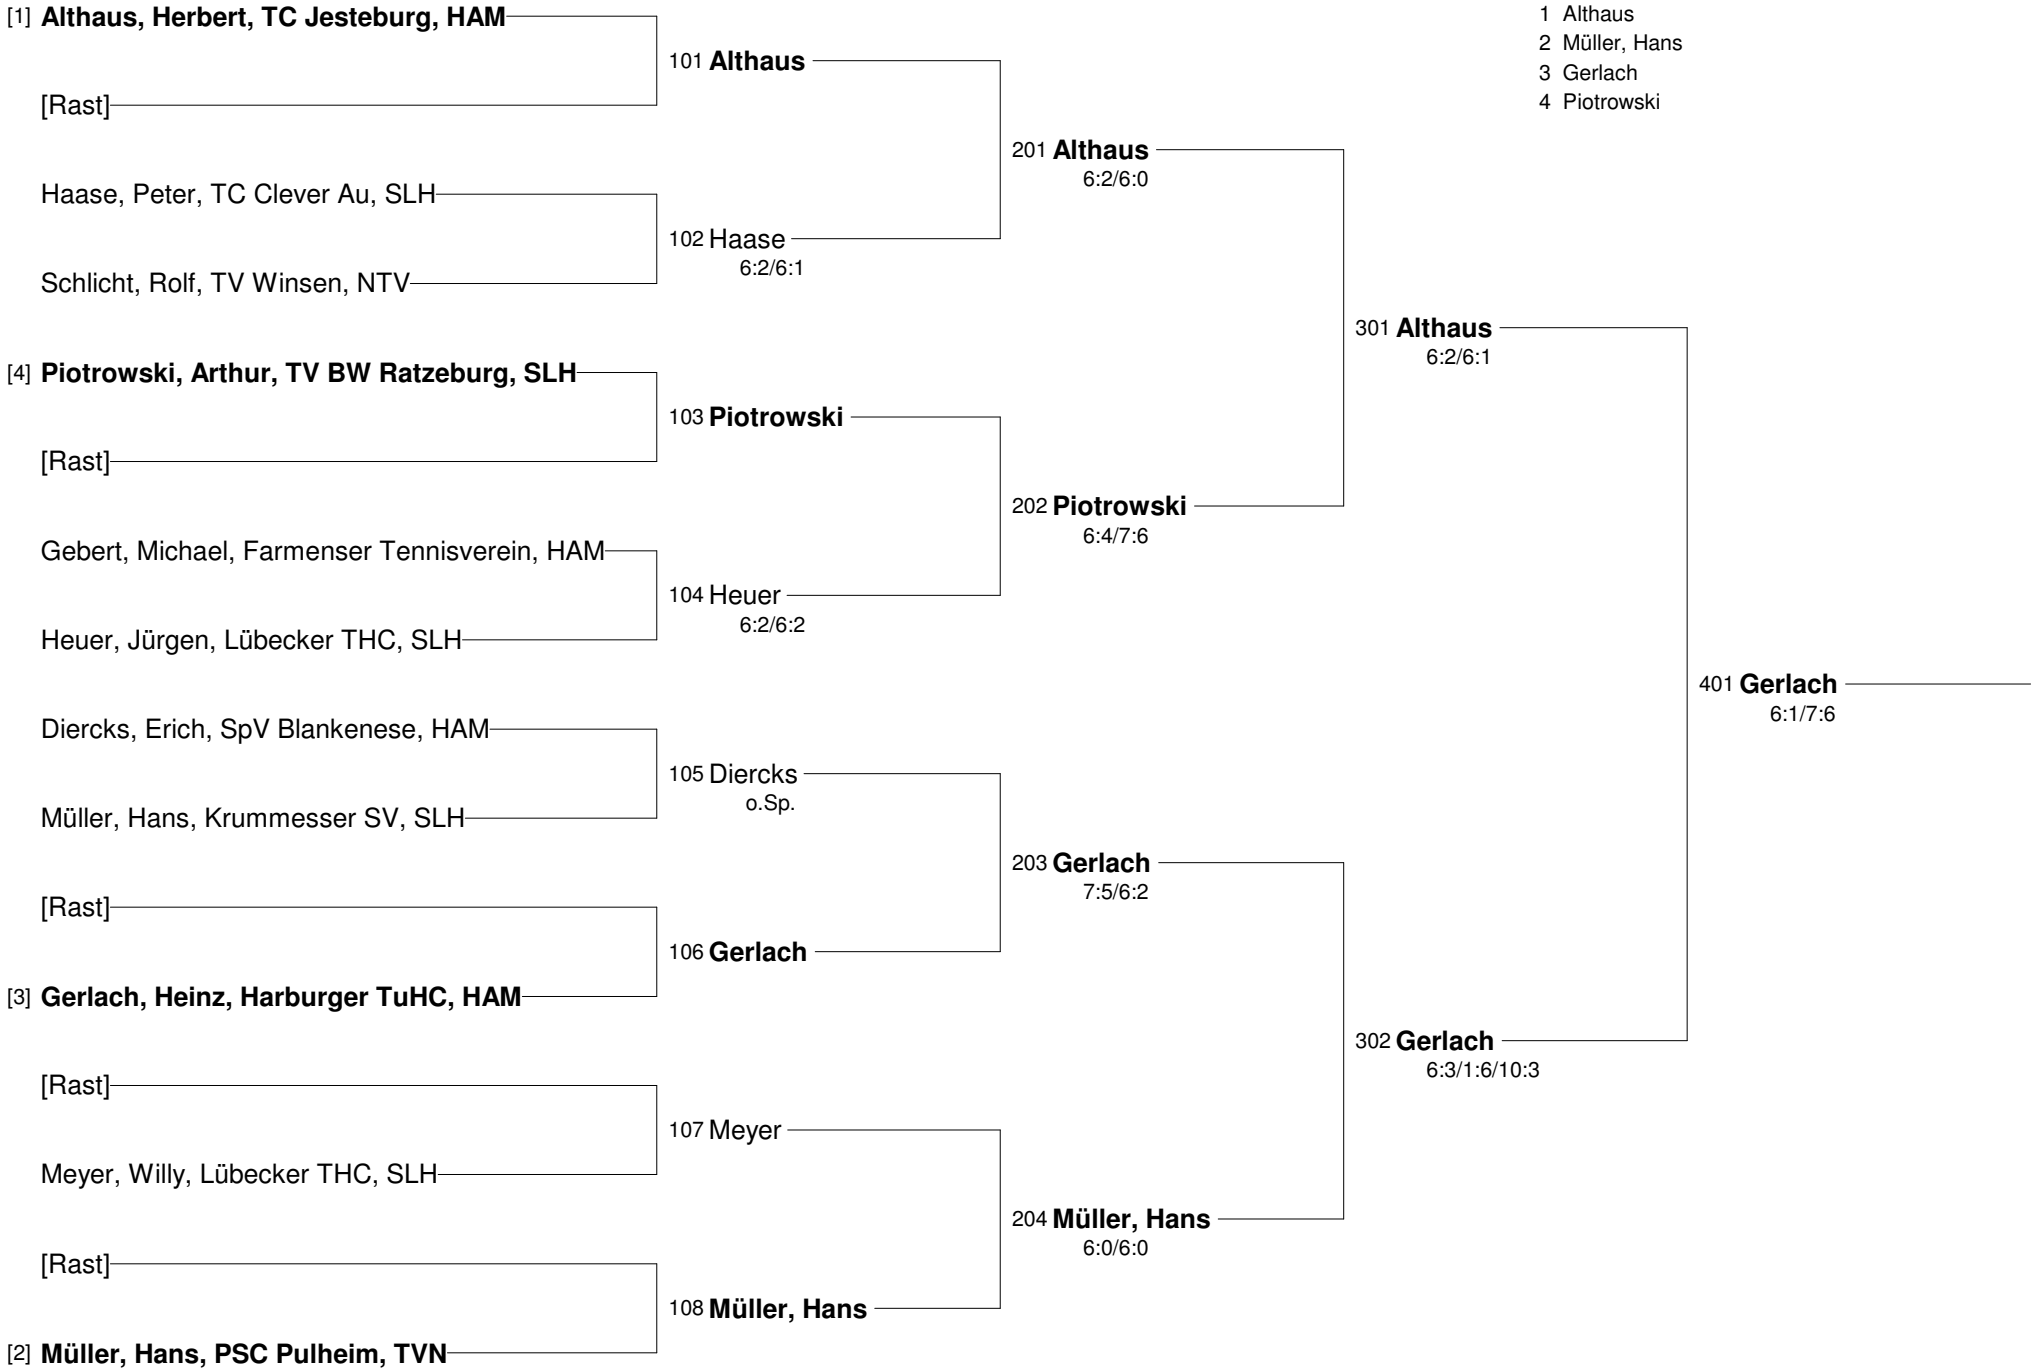 [1] Althaus, Herbert, TC Jesteburg, HAM
[Rast]
Haase, Peter, TC Clever Au, SLH
Schlicht, Rolf, TV Winsen, NTV
[4] Piotrowski, Arthur, TV BW Ratzeburg, SLH
[Rast]
Gebert, Michael, Farmenser Tennisverein, HAM
Heuer, Jürgen, Lübecker THC, SLH
Diercks, Erich, SpV Blankenese, HAM
Müller, Hans, Krummesser SV, SLH
[Rast]
[3] Gerlach, Heinz, Harburger TuHC, HAM
[Rast]
Meyer, Willy, Lübecker THC, SLH
[Rast]
[2] Müller, Hans, PSC Pulheim, TVN
101 Althaus
102 Haase
6:2/6:1
103 Piotrowski
104 Heuer
6:2/6:2
105 Diercks
o.Sp.
106 Gerlach
107 Meyer
108 Müller, Hans
201 Althaus
6:2/6:0
202 Piotrowski
6:4/7:6
203 Gerlach
7:5/6:2
204 Müller, Hans
6:0/6:0
301 Althaus
6:2/6:1
302 Gerlach
6:3/1:6/10:3
401 Gerlach
6:1/7:6
1 Althaus
2 Müller, Hans
3 Gerlach
4 Piotrowski